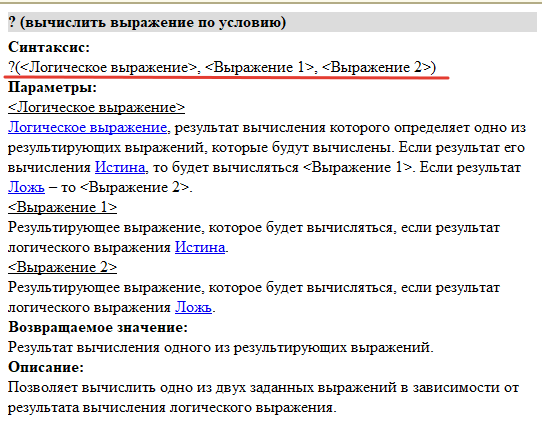 ? (вычислить выражение по условию)
Синтаксис:
?(<Логическое выражение>, <Выражение 1>, <Выражение 2>)
Параметры:
<Логическое выражение>
Логическое выражение, результат вычисления которого определяет одно из
результирующих выражений, которые будут вычислены. Если результат его
вычисления Истина, то будет вычисляться <Выражение 1>. Если результат
Ложь – то <Выражение 2>.
<Выражение 1>
Результирующее выражение, которое будет вычисляться, если результат
логического выражения Истина.
<Выражение 2>
Результирующее выражение, которое будет вычисляться, если результат
логического выражения Ложь.
Возвращаемое значение:
Результат вычисления одного из результирующих выражений.
Описание:
Позволяет вычислить одно из двух заданных выражений в зависимости от
результата вычисления логического выражения.